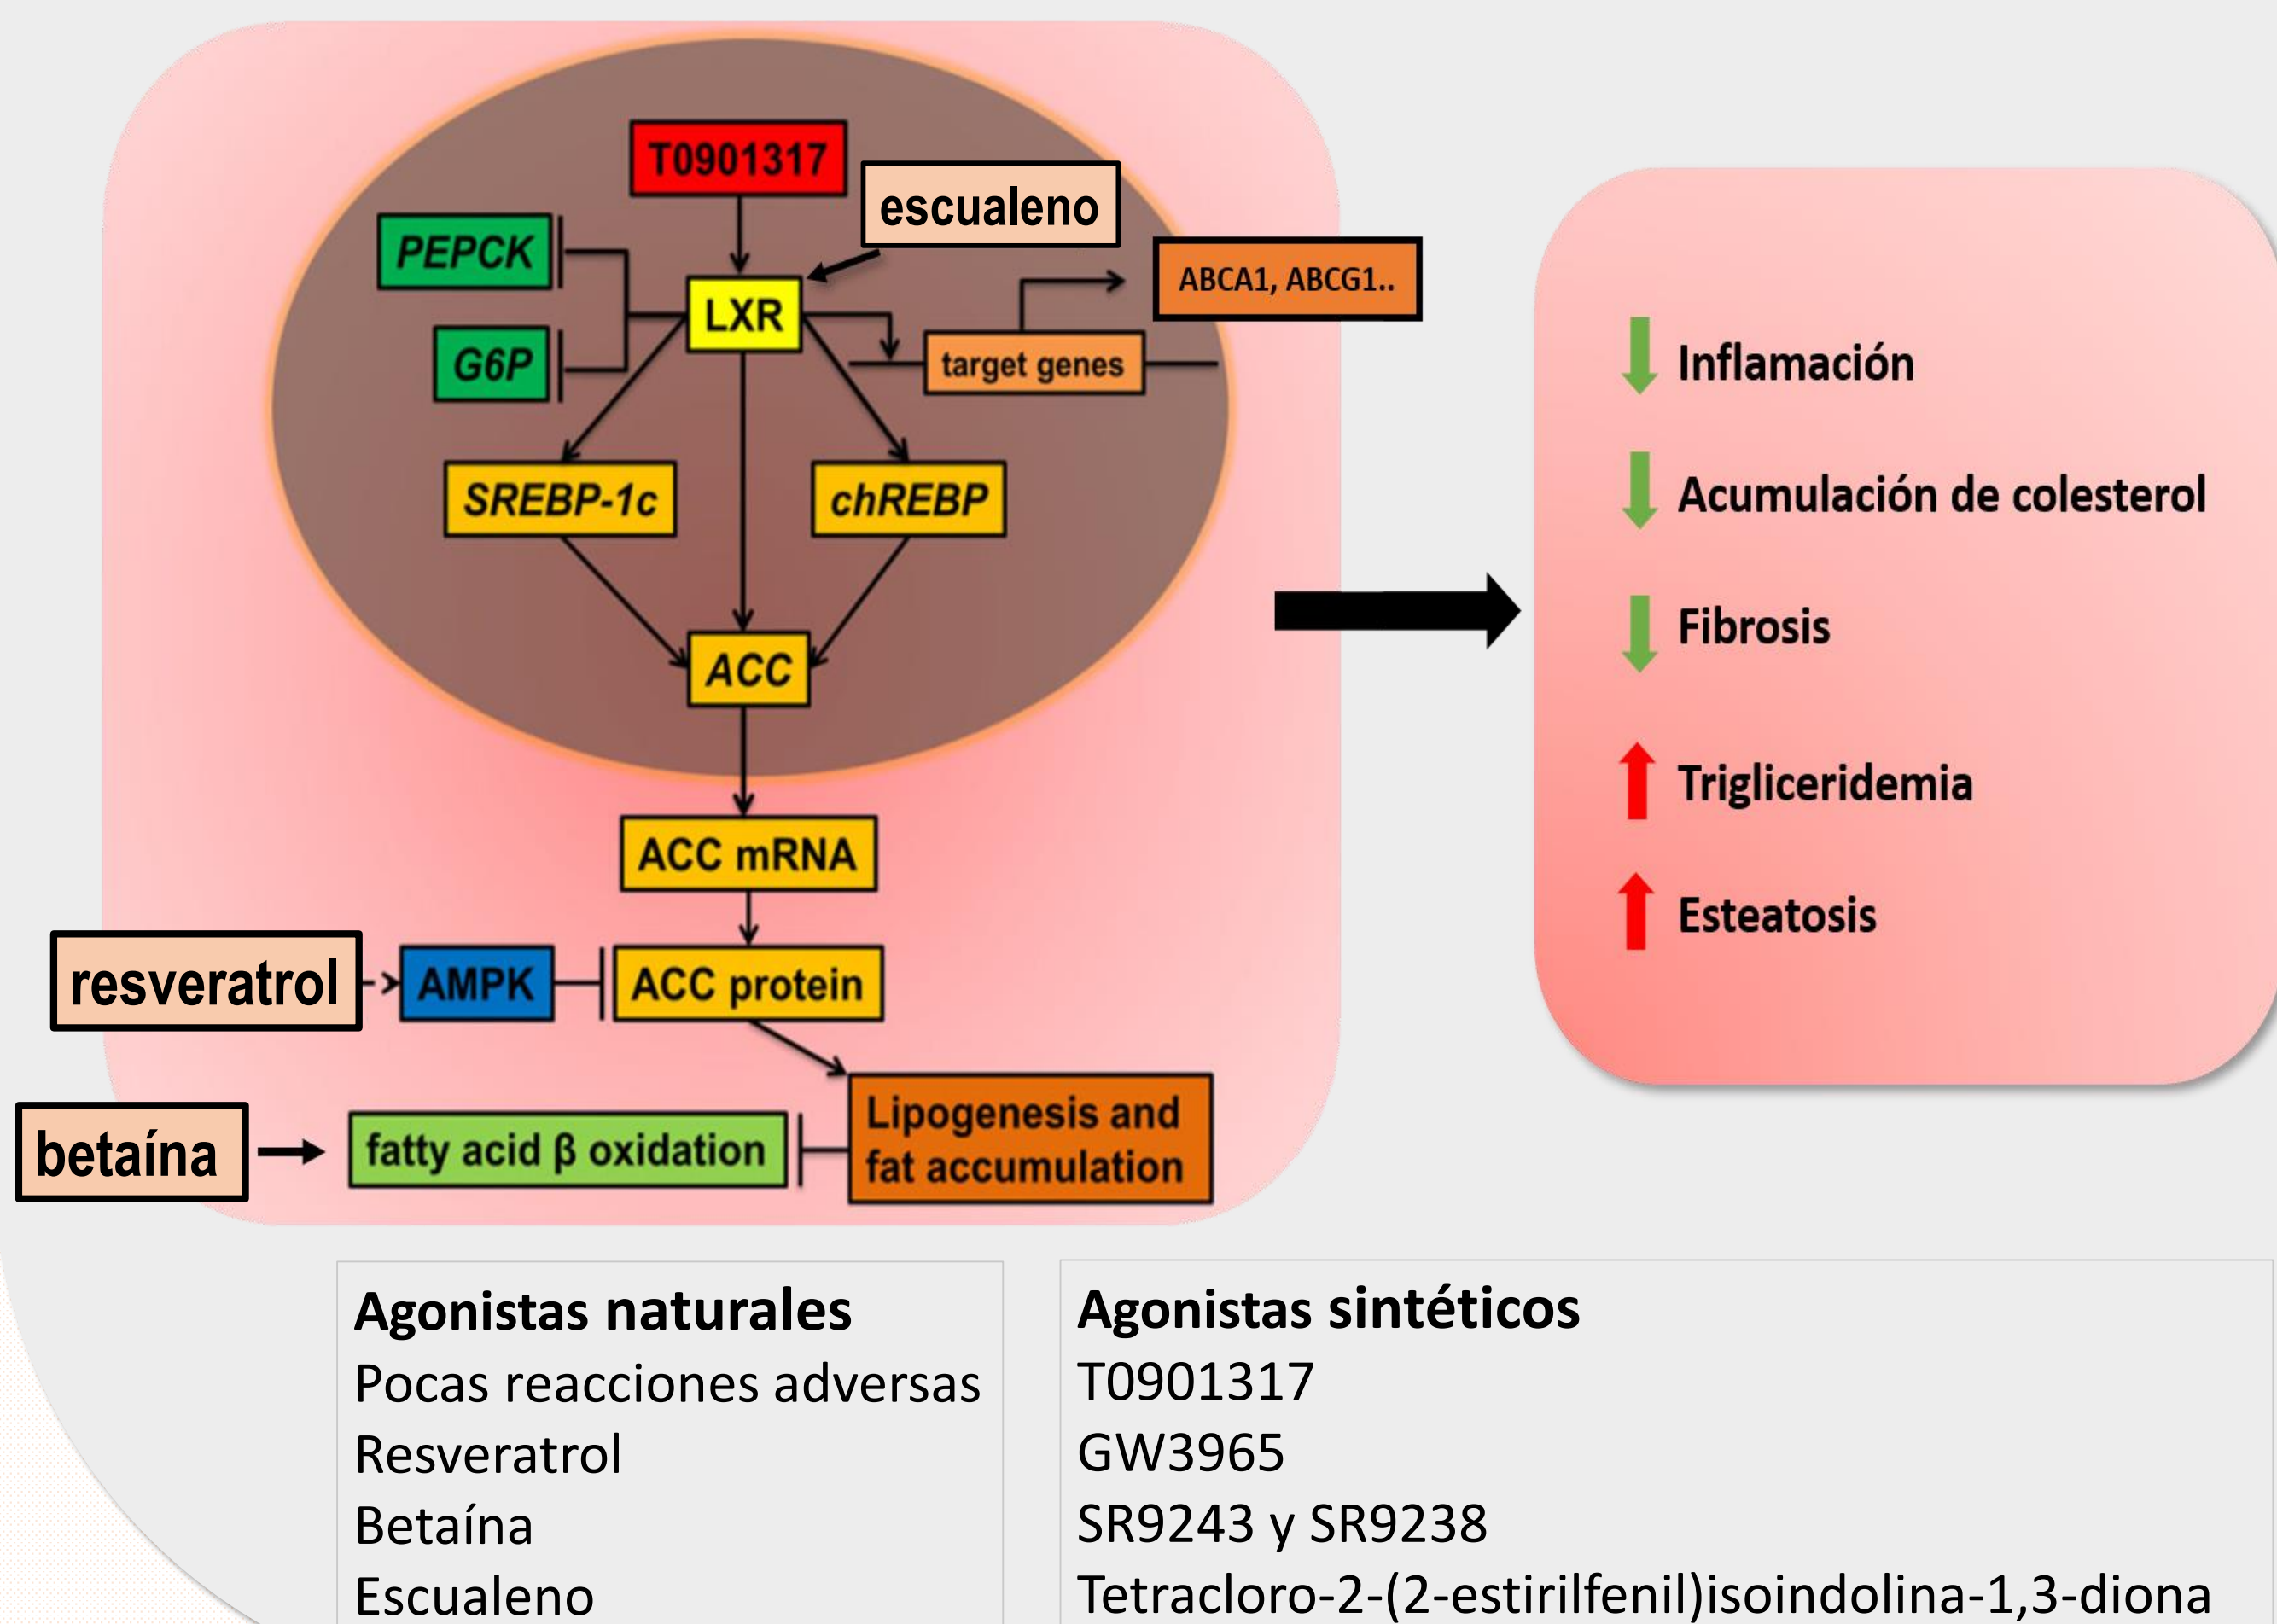 T0901317
escualeno
PEPCK
ABCA1, ABCG1..
LXR
G6P
target genes
SREBP-1c
chREBP
ACC
ACC mRNA
resveratrol
AMPK
ACC protein
betaína
fatty acid β oxidation
Lipogenesis and
fat accumulation
Inflamación
Acumulación de colesterol
Fibrosis
Trigliceridemia
Esteatosis
Agonistas naturales
Pocas reacciones adversas
Resveratrol
Betaína
Escualeno
Agonistas sintéticos
T0901317
GW3965
SR9243 y SR9238
Tetracloro-2-(2-estirilfenil)isoindolina-1,3-diona